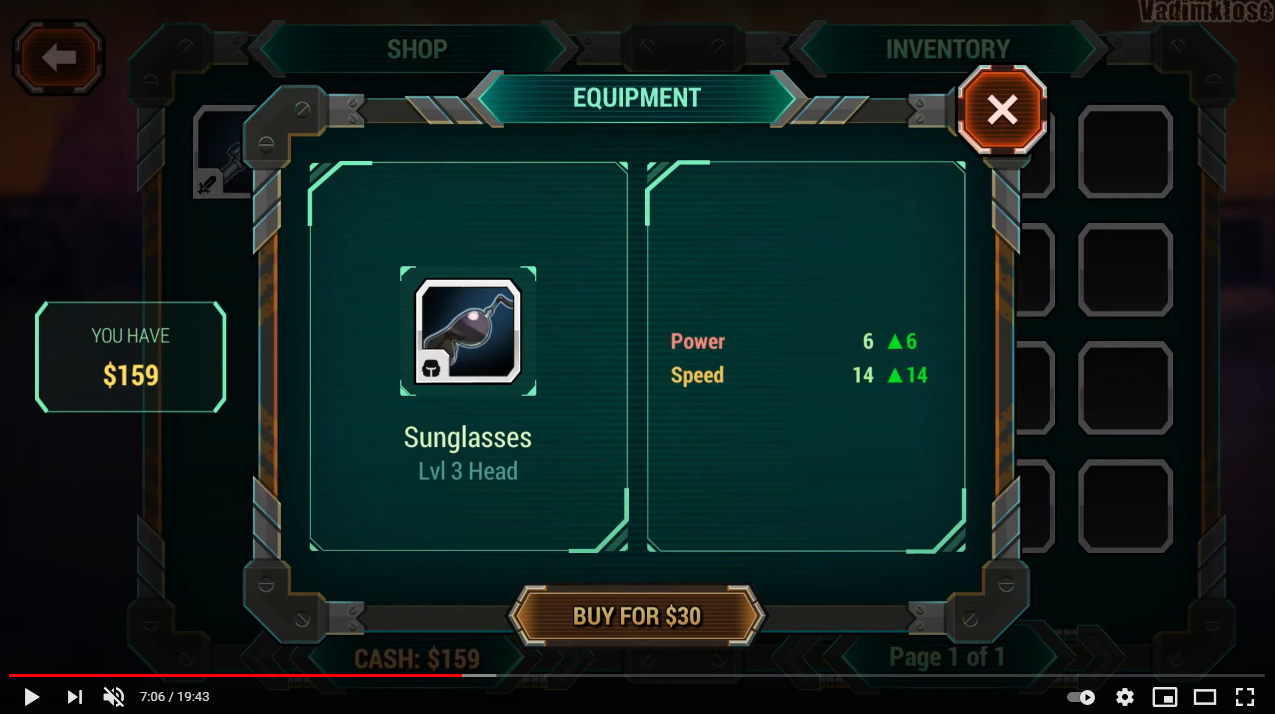 Vadimklose
SHOP
INVENTORY
EQUIPMENT
YOU HAVE
$159
Power 6 ▲6
Speed 14 ▲14
Sunglasses
Lvl 3 Head
BUY FOR $30
CASH: $159
Page 1 of 1
7:06 / 19:43